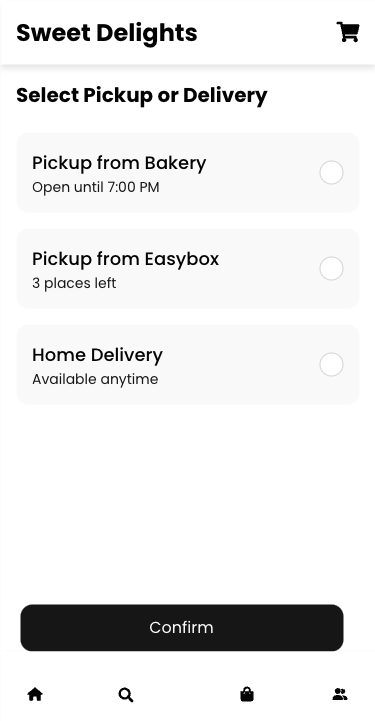 Sweet Delights
Select Pickup or Delivery
Pickup from Bakery
Open until 7:00 PM
Pickup from Easybox
3 places left
Home Delivery
Available anytime
Confirm